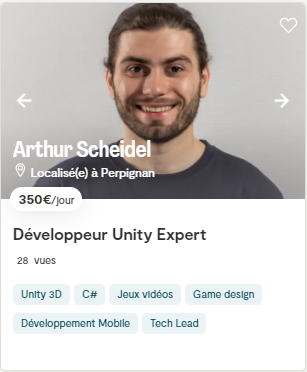 Arthur Scheidel
Localisé(e) à Perpignan
350€/jour
Développeur Unity Expert
28 vues
Unity 3D C# Jeux vidéos Game design
Développement Mobile Tech Lead